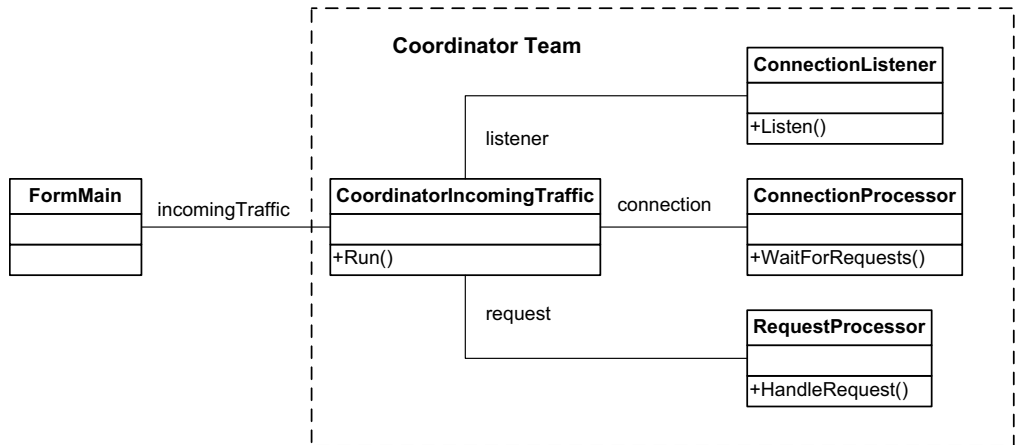 Coordinator Team
ConnectionListener
+Listen()
listener
FormMain
incomingTraffic
CoordinatorIncomingTraffic
+Run()
connection
ConnectionProcessor
+WaitForRequests()
request
RequestProcessor
+HandleRequest()